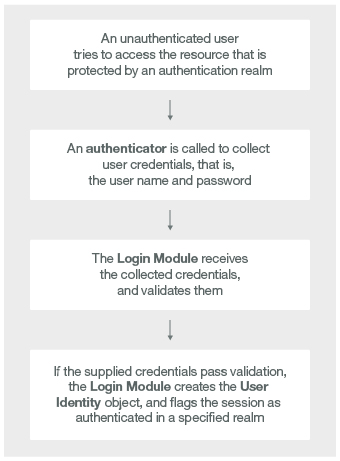 An unauthenticated user
tries to access the resource that is
protected by an authentication realm
An authenticator is called to collect
user credentials, that is,
the user name and password
The Login Module receives
the collected credentials,
and validates them
If the supplied credentials pass validation,
the Login Module creates the User
Identity object, and flags the session as
authenticated in a specified realm